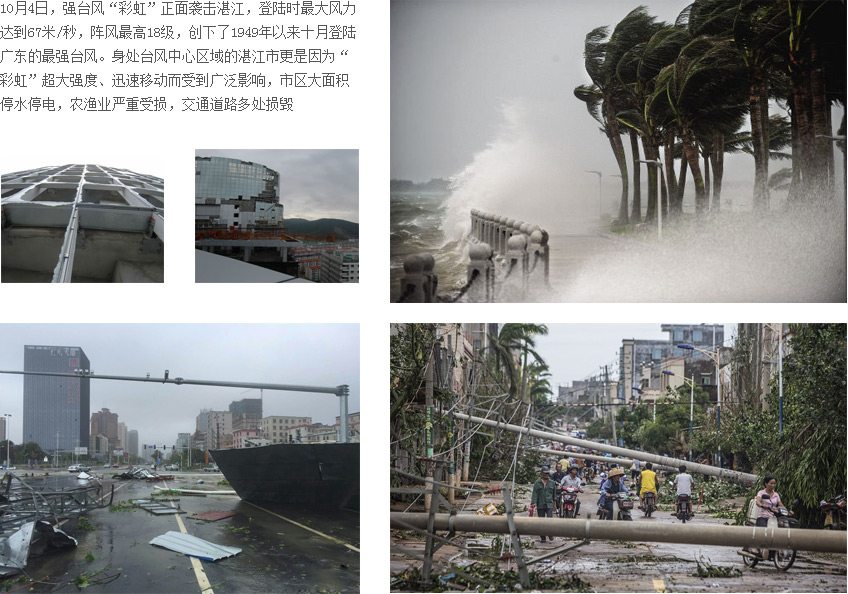 10月4日，强台风“彩虹”正面袭击湛江，登陆时最大风力
达到67米/秒，阵风最高18级，创下了1949年以来十月登陆
广东的最强台风。身处台风中心区域的湛江市更是因为“
彩虹”超大强度、迅速移动而受到广泛影响，市区大面积
停水停电，农渔业严重受损，交通道路多处损毁